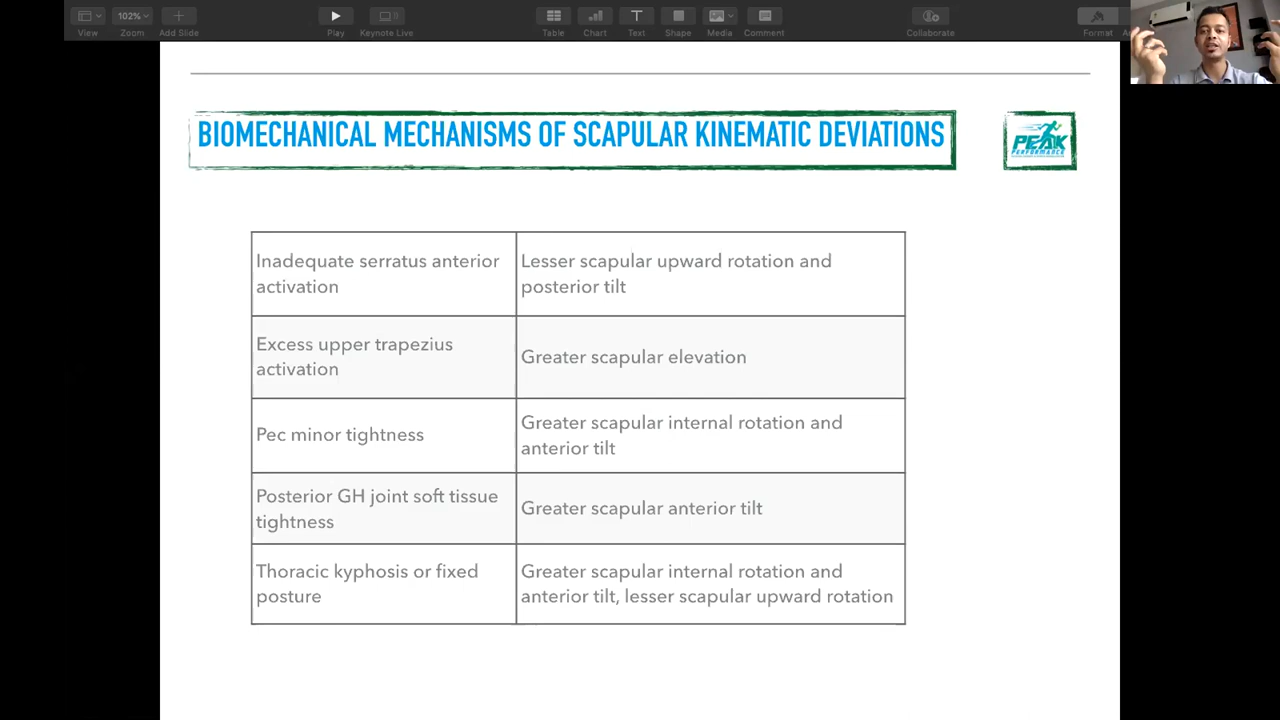 102%
View
Zoom
Add Slide
Play
Keynote Live
Table
Chart
Text
Shape
Media
Comment
Collaborate
Format
BIOMECHANICAL MECHANISMS OF SCAPULAR KINEMATIC DEVIATIONS
PEAK
PERFORMANCE
Inadequate serratus anterior
activation
Lesser scapular upward rotation and
posterior tilt
Excess upper trapezius
activation
Greater scapular elevation
Pec minor tightness
Greater scapular internal rotation and
anterior tilt
Posterior GH joint soft tissue
tightness
Greater scapular anterior tilt
Thoracic kyphosis or fixed
posture
Greater scapular internal rotation and
anterior tilt, lesser scapular upward rotation